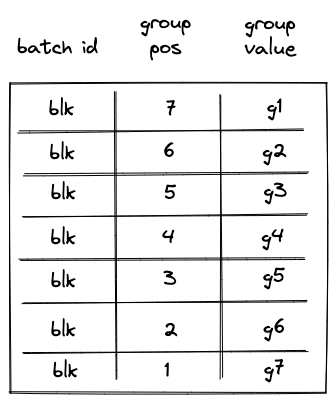 batch id group pos group value
blk 7 g1
blk 6 g2
blk 5 g3
blk 4 g4
blk 3 g5
blk 2 g6
blk 1 g7